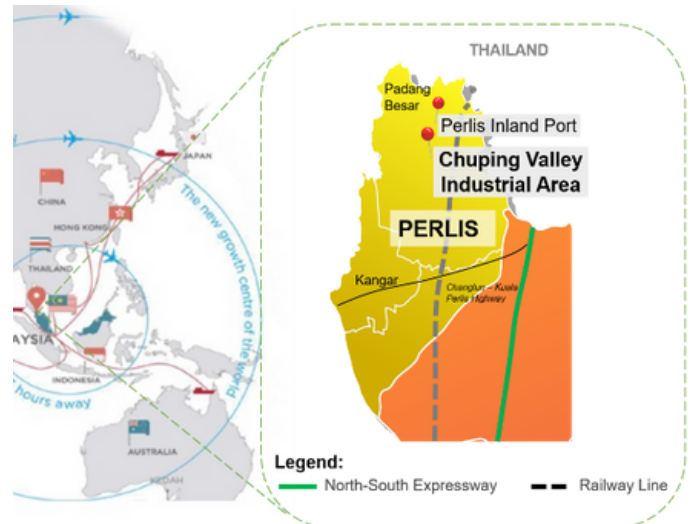 JAPAN
CHINA
HONG KONG
THAILAND
AYSIA
INDONESIA
hours away
The new growth centre of the world
AUSTRALIA
KEDAH
THAILAND
Padang
Besar
Perlis Inland Port
Chuping Valley
Industrial Area
PERLIS
Kangar
Changlun – Kuala
Perlis Highway
Legend:
North-South Expressway
Railway Line